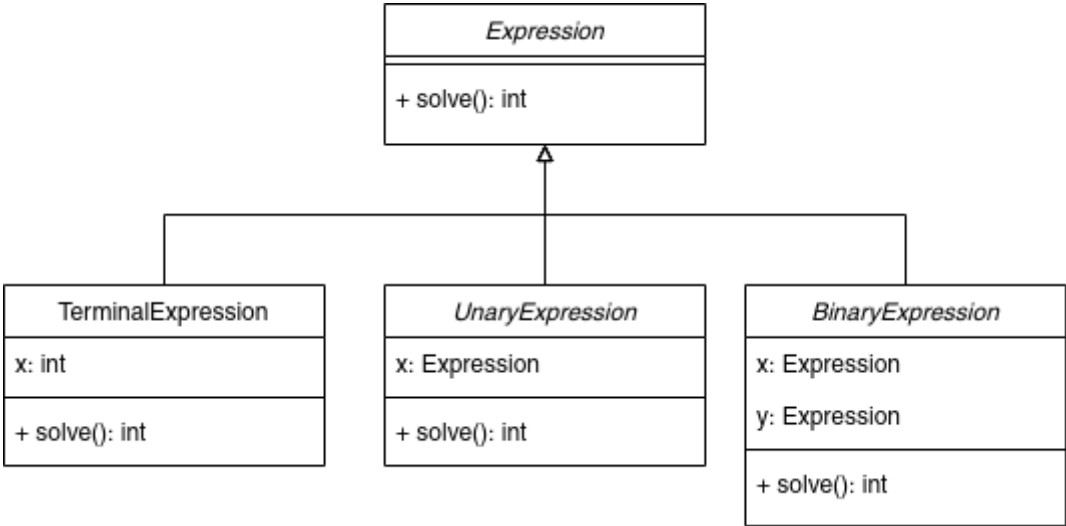 Expression
+ solve(): int
TerminalExpression
x: int
+ solve(): int
UnaryExpression
x: Expression
+ solve(): int
BinaryExpression
x: Expression
y: Expression
+ solve(): int